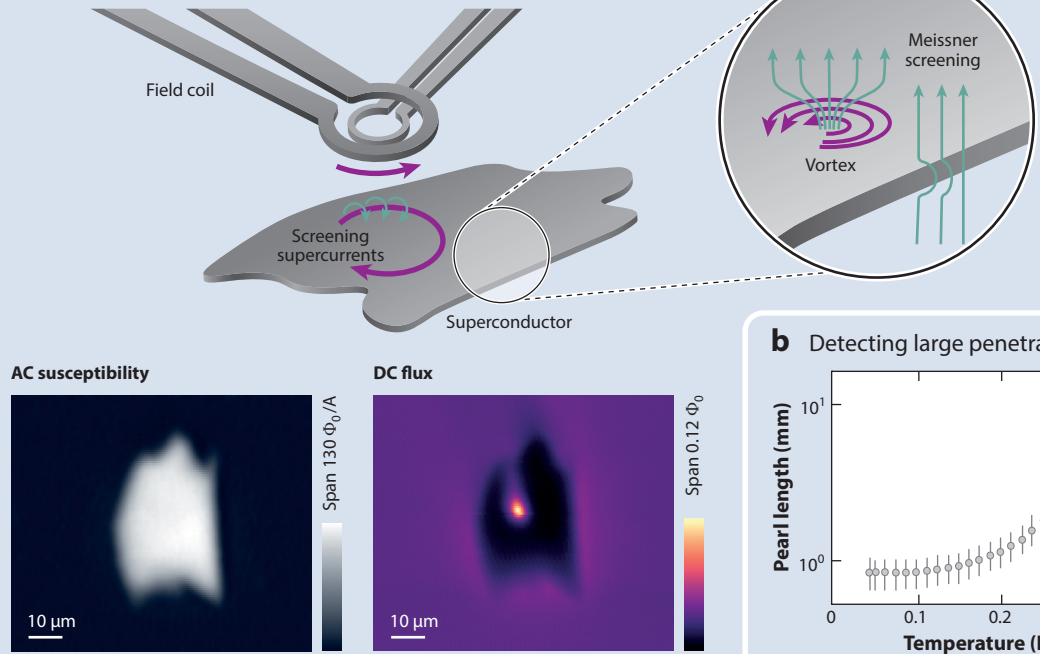 Field coil
Meissner
screening
Vortex
Screening
supercurrents
Superconductor
AC susceptibility
DC flux
b Detecting large penetra
Span 130 Φ₀/A
Span 0.12 Φ₀
10 μm
10 μm
Pearl length (mm)
10¹
10⁰
0
0.1
0.2
Temperature (